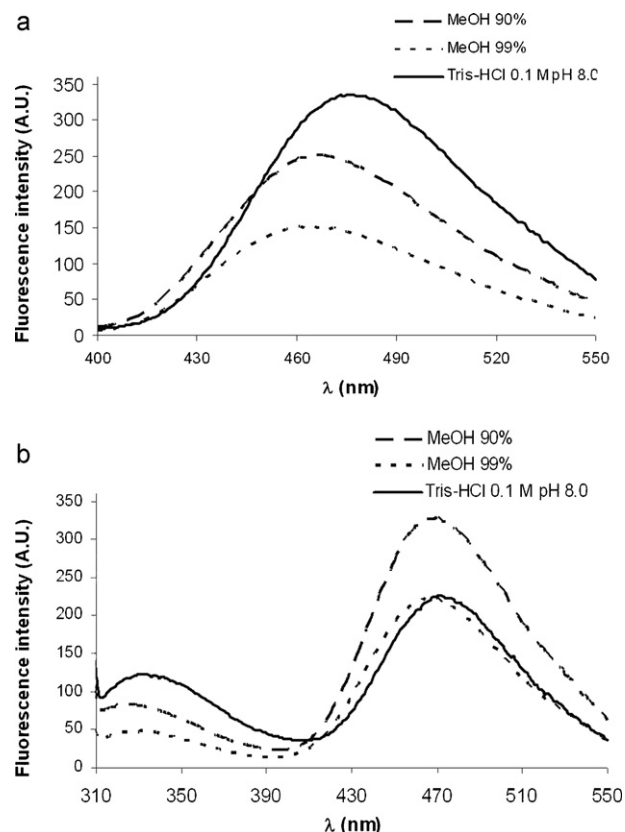 a
MeOH 90%
MeOH 99%
Tris-HCl 0.1 M pH 8.0
Fluorescence intensity (A.U.)
350
300
250
200
150
100
50
0
400 430 460 490 520 550
λ (nm)
b
MeOH 90%
MeOH 99%
Tris-HCl 0.1 M pH 8.0
Fluorescence intensity (A.U.)
350
300
250
200
150
100
50
0
310 350 390 430 470 510 550
λ (nm)